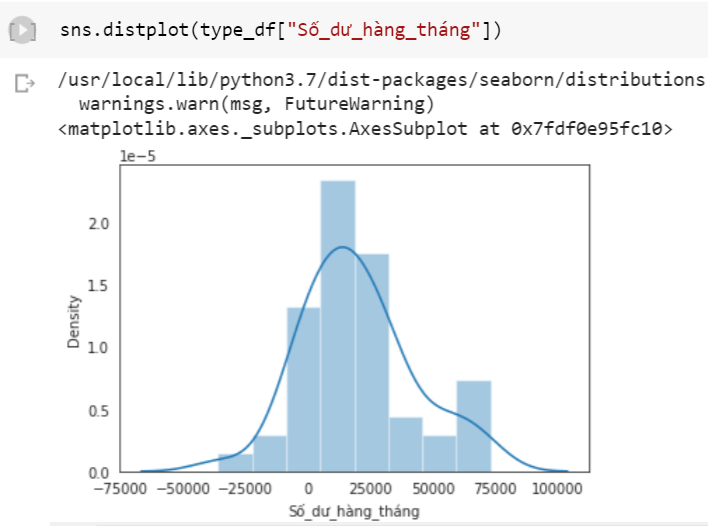 sns.distplot(type_df["Số_dư_hàng_tháng"])
/usr/local/lib/python3.7/dist-packages/seaborn/distributions
warnings.warn(msg, FutureWarning)
<matplotlib.axes._subplots.AxesSubplot at 0x7fdf0e95fc10>
1e−5
2.0
1.5
1.0
0.5
0.0
Density
−75000 −50000 −25000 0 25000 50000 75000 100000
Số_dư_hàng_tháng